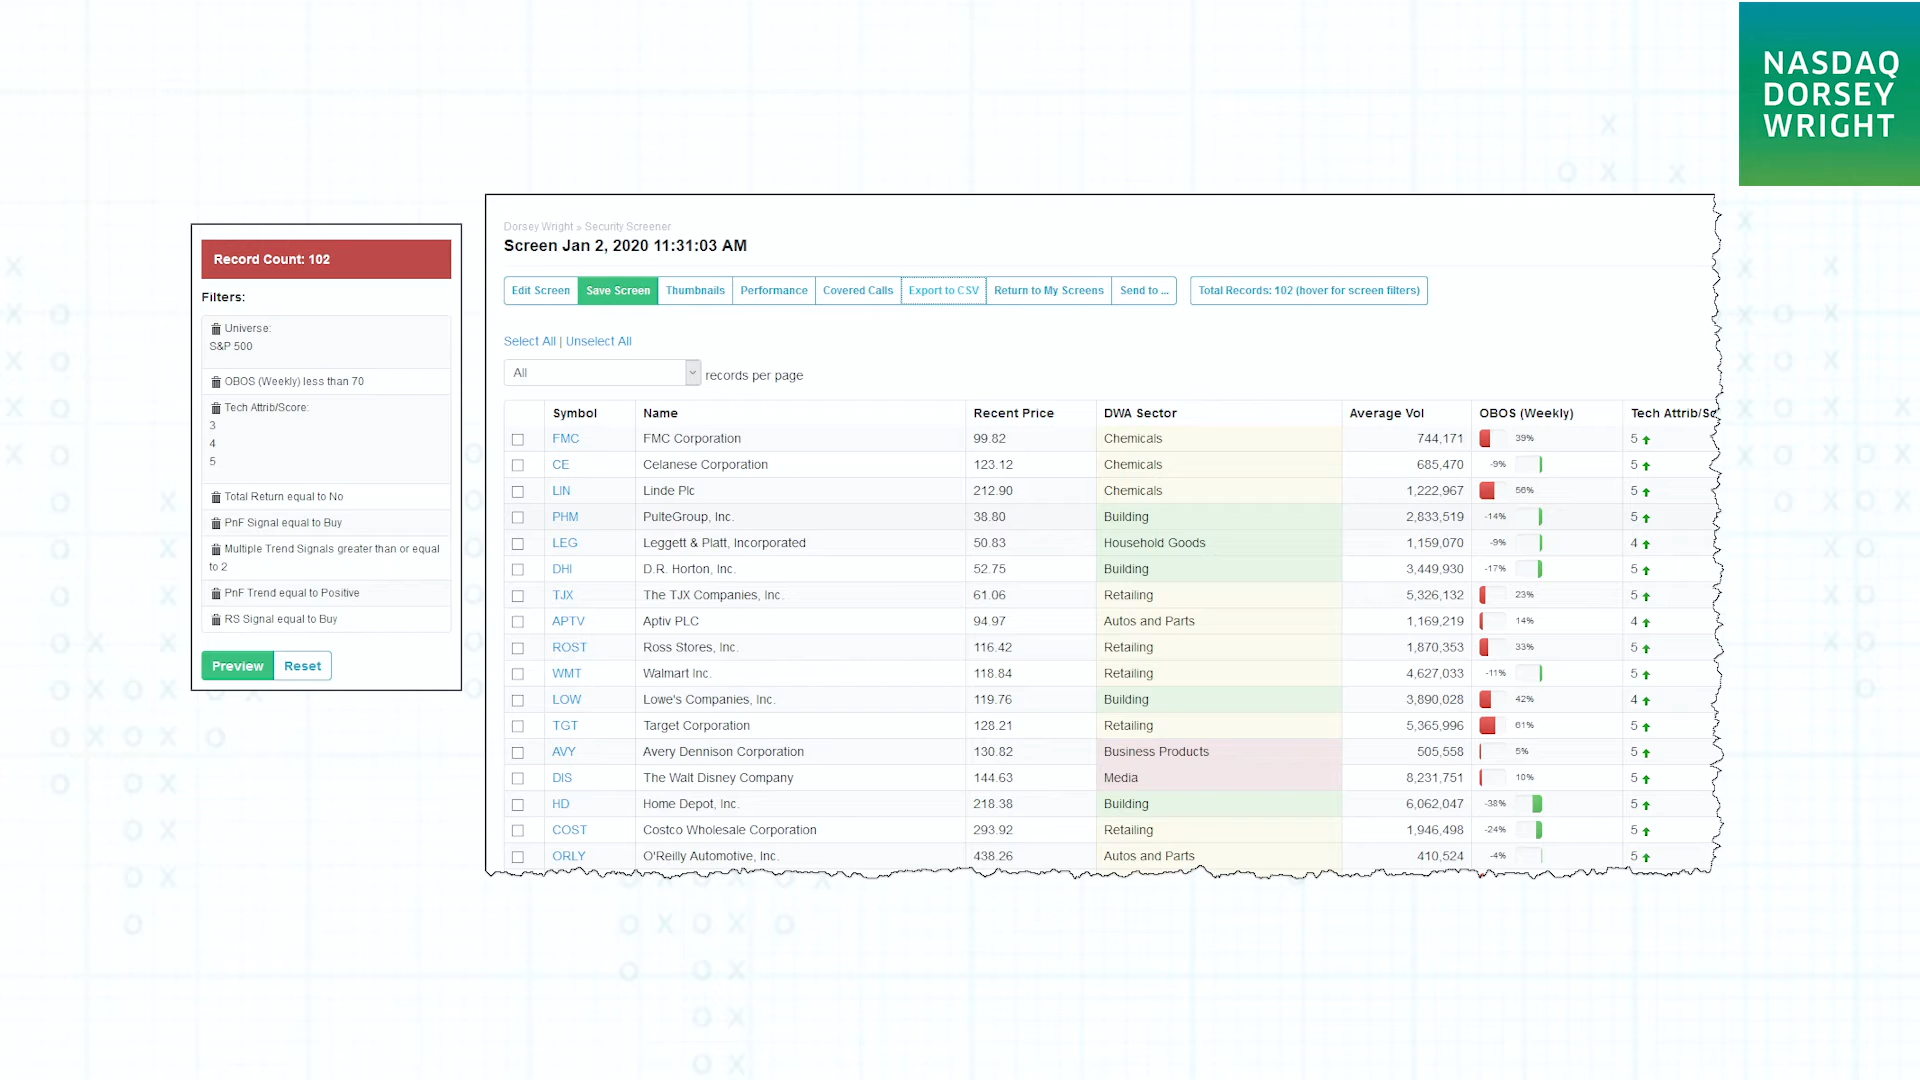 NASDAQ
DORSEY
WRIGHT
Record Count: 102
Filters:
Universe:
S&P 500
OBOS (Weekly) less than 70
Tech Attrib/Score:
3
4
5
Total Return equal to No
PnF Signal equal to Buy
Multiple Trend Signals greater than or equal
to 2
PnF Trend equal to Positive
RS Signal equal to Buy
Preview Reset
Dorsey Wright » Security Screener
Screen Jan 2, 2020 11:31:03 AM
Edit Screen Save Screen Thumbnails Performance Covered Calls Export to CSV Return to My Screens Send to ... Total Records: 102 (hover for screen filters)
Select All | Unselect All
All records per page
Symbol Name Recent Price DWA Sector Average Vol OBOS (Weekly) Tech Attrib/Sc
FMC FMC Corporation 99.82 Chemicals 744,171 39% 5
CE Celanese Corporation 123.12 Chemicals 685,470 -9% 5
LIN Linde Plc 212.90 Chemicals 1,222,967 56% 5
PHM PulteGroup, Inc. 38.80 Building 2,833,519 -14% 5
LEG Leggett & Platt, Incorporated 50.83 Household Goods 1,159,070 -9% 4
DHI D.R. Horton, Inc. 52.75 Building 3,449,930 -17% 5
TJX The TJX Companies, Inc. 61.06 Retailing 5,326,132 23% 5
APTV Aptiv PLC 94.97 Autos and Parts 1,169,219 14% 4
ROST Ross Stores, Inc. 116.42 Retailing 1,870,353 33% 5
WMT Walmart Inc. 118.84 Retailing 4,627,033 -11% 5
LOW Lowe's Companies, Inc. 119.76 Building 3,890,028 42% 4
TGT Target Corporation 128.21 Retailing 5,365,996 61% 5
AVY Avery Dennison Corporation 130.82 Business Products 505,558 5% 5
DIS The Walt Disney Company 144.63 Media 8,231,751 10% 5
HD Home Depot, Inc. 218.38 Building 6,062,047 -38% 5
COST Costco Wholesale Corporation 293.92 Retailing 1,946,498 -24% 5
ORLY O'Reilly Automotive, Inc. 438.26 Autos and Parts 410,524 -4% 5